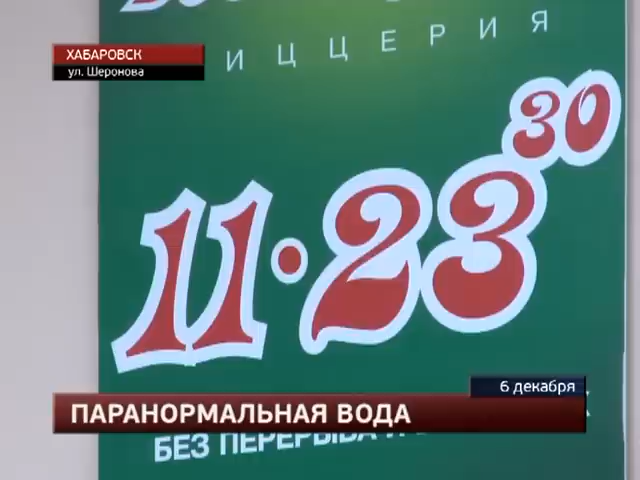 ХАБАРОВСК
ул. Шеронова
ИЦЦЕРИЯ
11·23 30
6 декабря
ПАРАНОРМАЛЬНАЯ ВОДА
БЕЗ ПЕРЕРЫВА И